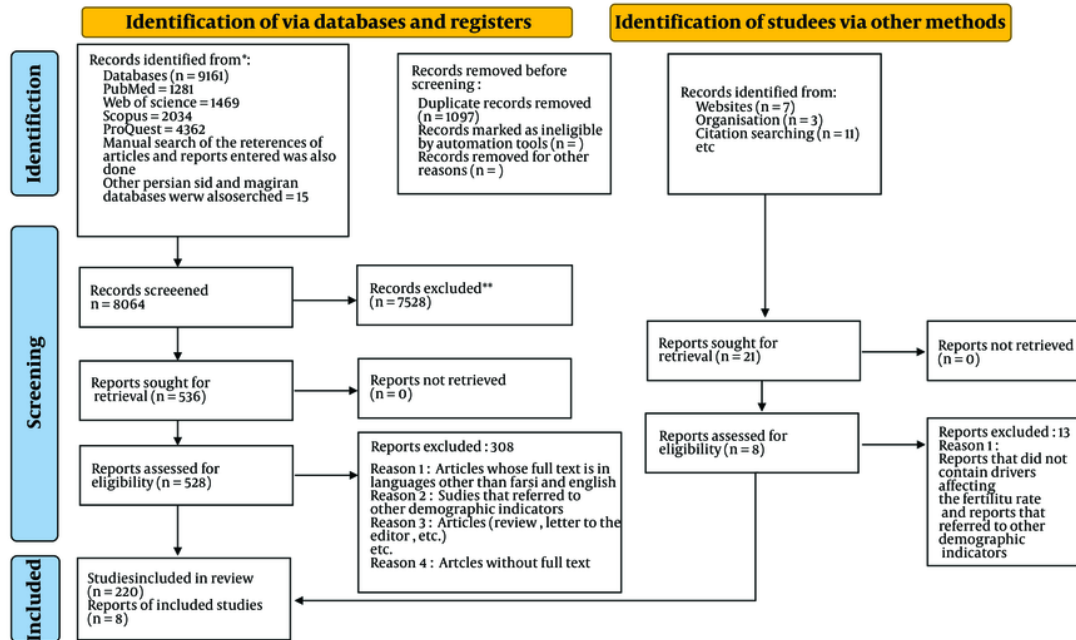 Identification of via databases and registers
Identification of studees via other methods
Identifiction
Records identified from*:
Databases (n = 9161)
PubMed = 1281
Web of science = 1469
Scopus = 2034
ProQuest = 4362
Manual search of the reterences of
articles and reports entered was also
done
Other persian sid and magiran
databases werw alsoserched = 15
Records removed before
screening :
Duplicate records removed
(n = 1097)
Records marked as ineligible
by automation tools (n = )
Records removed for other
reasons (n = )
Records identified from:
Websites (n = 7)
Organisation (n = 3)
Citation searching (n = 11)
etc
Screening
Records screeened
n = 8064
Records excluded**
(n = 7528)
Reports sought for
retrieval (n = 536)
Reports not retrieved
(n = 0)
Reports sought for
retrieval (n = 21)
Reports not retrieved
(n = 0)
Reports assessed for
eligibility (n = 528)
Reports excluded : 308
Reason 1 : Articles whose full text is in
languages other than farsi and english
Reason 2 : Sudies that referred to
other demographic indicators
Reason 3 : Articles (review , letter to the
editor , etc.)
etc.
Reason 4 : Artcles without full text
Reports assessed for
eligibility (n = 8)
Reports excluded : 13
Reason 1 :
Reports that did not
contain drivers
affecting
the fertilitu rate
and reports that
referred to other
demographic
indicators
Included
Studiesincluded in review
(n = 220)
Reports of included studies
(n = 8)